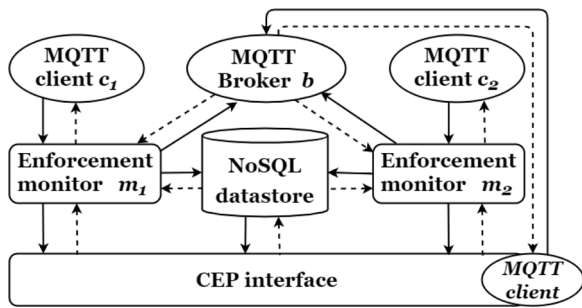 MQTT
client c1
MQTT
Broker b
MQTT
client c2
Enforcement
monitor m1
NoSQL
datastore
Enforcement
monitor m2
CEP interface
MQTT
client